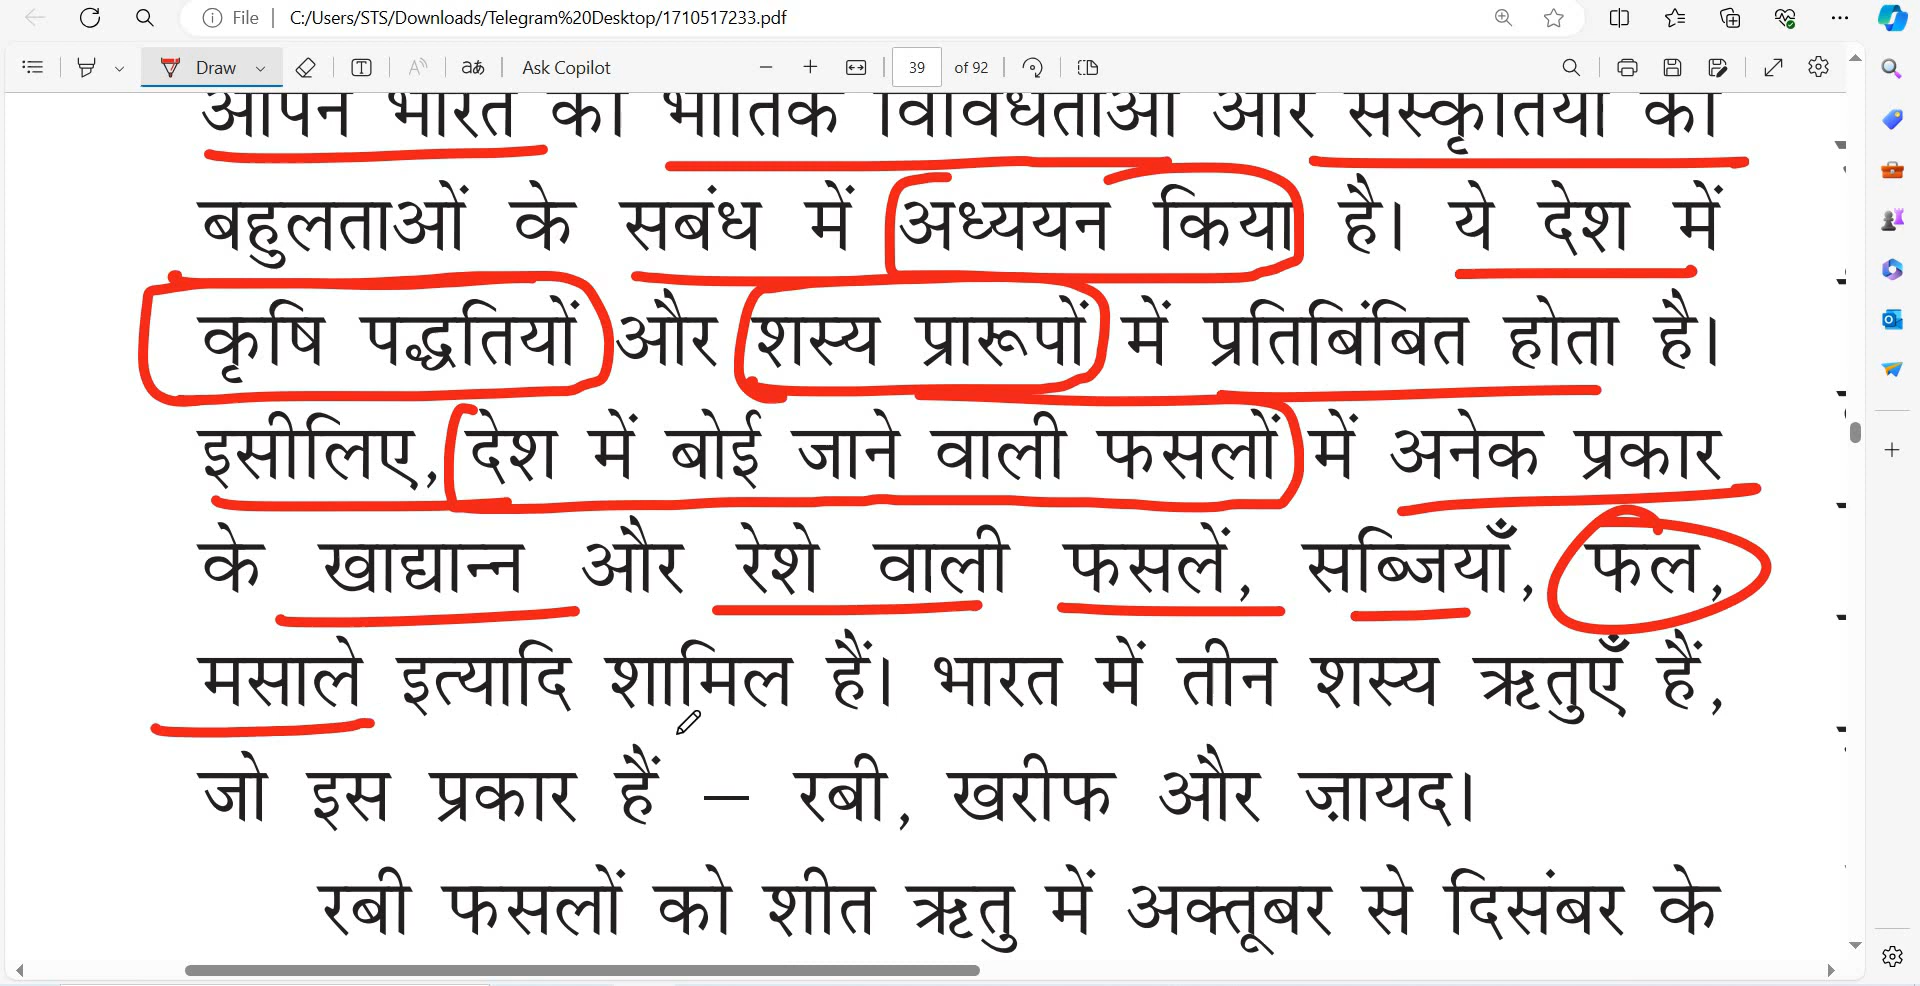 File C:/Users/STS/Downloads/Telegram%20Desktop/1710517233.pdf
Draw Ask Copilot 39 of 92
आपने भारत की भौतिक विविधताओं और संस्कृतियों की
बहुलताओं के सबंध में अध्ययन किया है। ये देश में
कृषि पद्धतियों और शस्य प्रारूपों में प्रतिबिंबित होता है।
इसीलिए, देश में बोई जाने वाली फसलों में अनेक प्रकार
के खाद्यान्न और रेशे वाली फसलें, सब्जियाँ, फल,
मसाले इत्यादि शामिल हैं। भारत में तीन शस्य ऋतुएँ हैं,
जो इस प्रकार हैं – रबी, खरीफ और ज़ायद।
रबी फसलों को शीत ऋतु में अक्तूबर से दिसंबर के